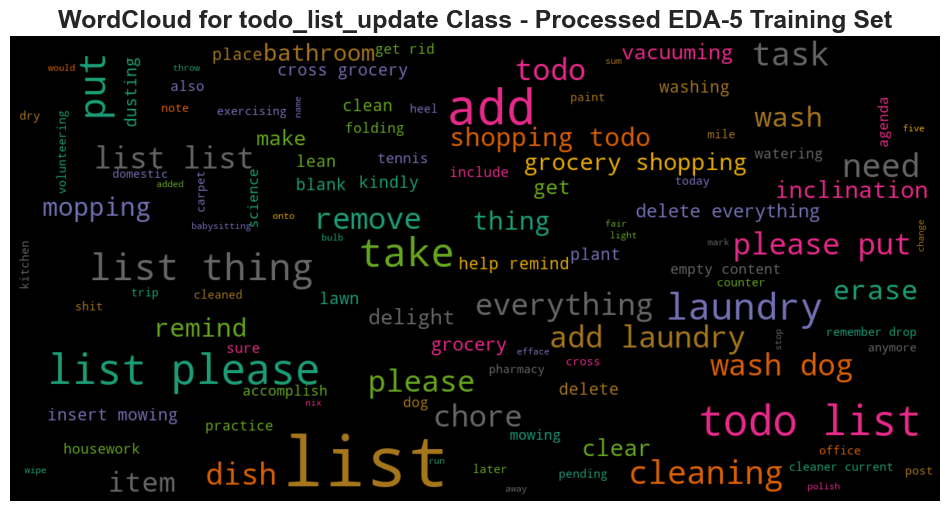 WordCloud for todo_list_update Class - Processed EDA-5 Training Set
place bathroom get rid
would throw cross grocery todo sum vacuuming task
put dusting also
note exercising name clean heel add paint washing
dry volunteering folding shopping todo mile wash agenda five
make
list list lean tennis grocery shopping watering need
domestic added carpet science blank kindly include get today inclination
mopping babysitting onto remove thing fair delete everything change
bulb light
kitchen list thing take help remind plant mark please put
empty content
trip cleaned lawn everything laundry counter erase
shit delight
remind add laundry stop remember drop
sure grocery efface anymore
list please accomplish please pharmacy cross wash dog
nix dog delete
insert mowing practice chore todo list
housework mowing clear office
wipe dish list run later pending cleaning cleaner current post
item away polish